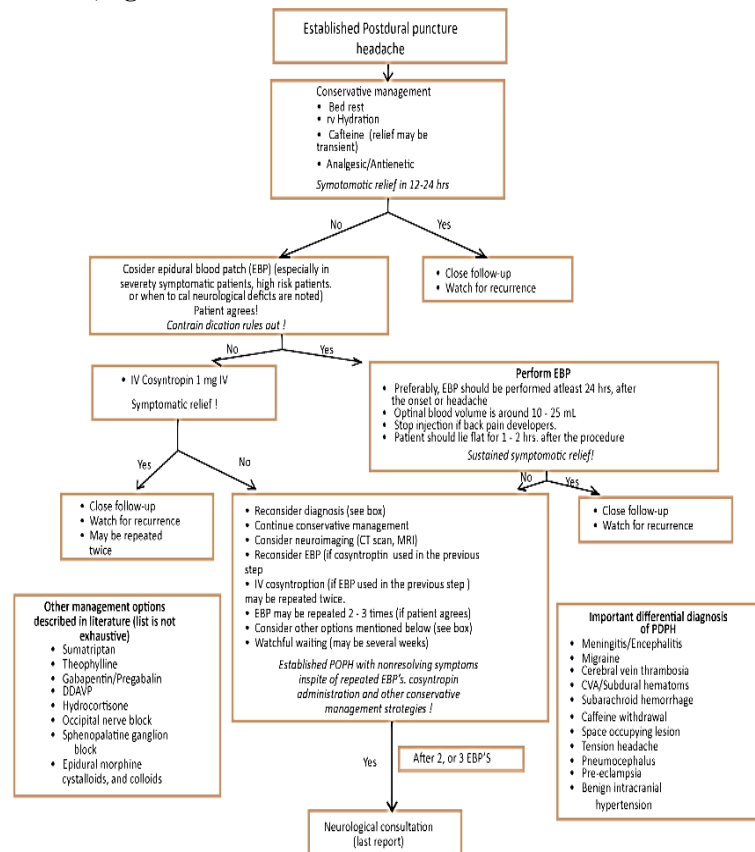 Established Postdural puncture
headache
Conservative management
• Bed rest
• rv Hydration
• Cafteine (relief may be
transient)
• Analgesic/Antienetic
Symotomatic relief in 12-24 hrs
No
Yes
Cosider epidural blood patch (EBP) (especially in
severety symptomatic patients, high risk patients.
or when to cal neurological deficts are noted)
Patient agrees!
Contrain dication rules out !
• Close follow-up
• Watch for recurrence
No
Yes
• IV Cosyntropin 1 mg IV
Symptomatic relief !
Perform EBP
• Preferably, EBP should be performed atleast 24 hrs, after
the onset or headache
• Optinal blood volume is around 10 - 25 mL
• Stop injection if back pain developers.
• Patient should lie flat for 1 - 2 hrs. after the procedure
Sustained symptomatic relief!
Yes
No
No
Yes
• Close follow-up
• Watch for recurrence
• May be repeated
twice
• Reconsider diagnosis (see box)
• Continue conservative management
• Consider neuroimaging (CT scan, MRI)
• Reconsider EBP (if cosyntroptin used in the previous
step
• IV cosyntroption (if EBP used in the previous step )
may be repeated twice.
• EBP may be repeated 2 - 3 times (if patient agrees)
• Consider other options mentioned below (see box)
• Watchful waiting (may be several weeks)
Established POPH with nonresolving symptoms
inspite of repeated EBP's. cosyntropin
administration and other conservative
management strategies !
• Close follow-up
• Watch for recurrence
Other management options
described in literature (list is not
exhaustive)
• Sumatriptan
• Theophylline
• Gabapentin/Pregabalin
• DDAVP
• Hydrocortisone
• Occipital nerve block
• Sphenopalatine ganglion
block
• Epidural morphine
cystalloids, and colloids
Important differential diagnosis
of PDPH
• Meningitis/Encephalitis
• Migraine
• Cerebral vein thrombosia
• CVA/Subdural hematoms
• Subarachroid hemorrhage
• Caffeine withdrawal
• Space occupying lesion
• Tension headache
• Pneumocephalus
• Pre-eclampsia
• Benign intracranial
hypertension
Yes
After 2, or 3 EBP'S
Neurological consultation
(last report)